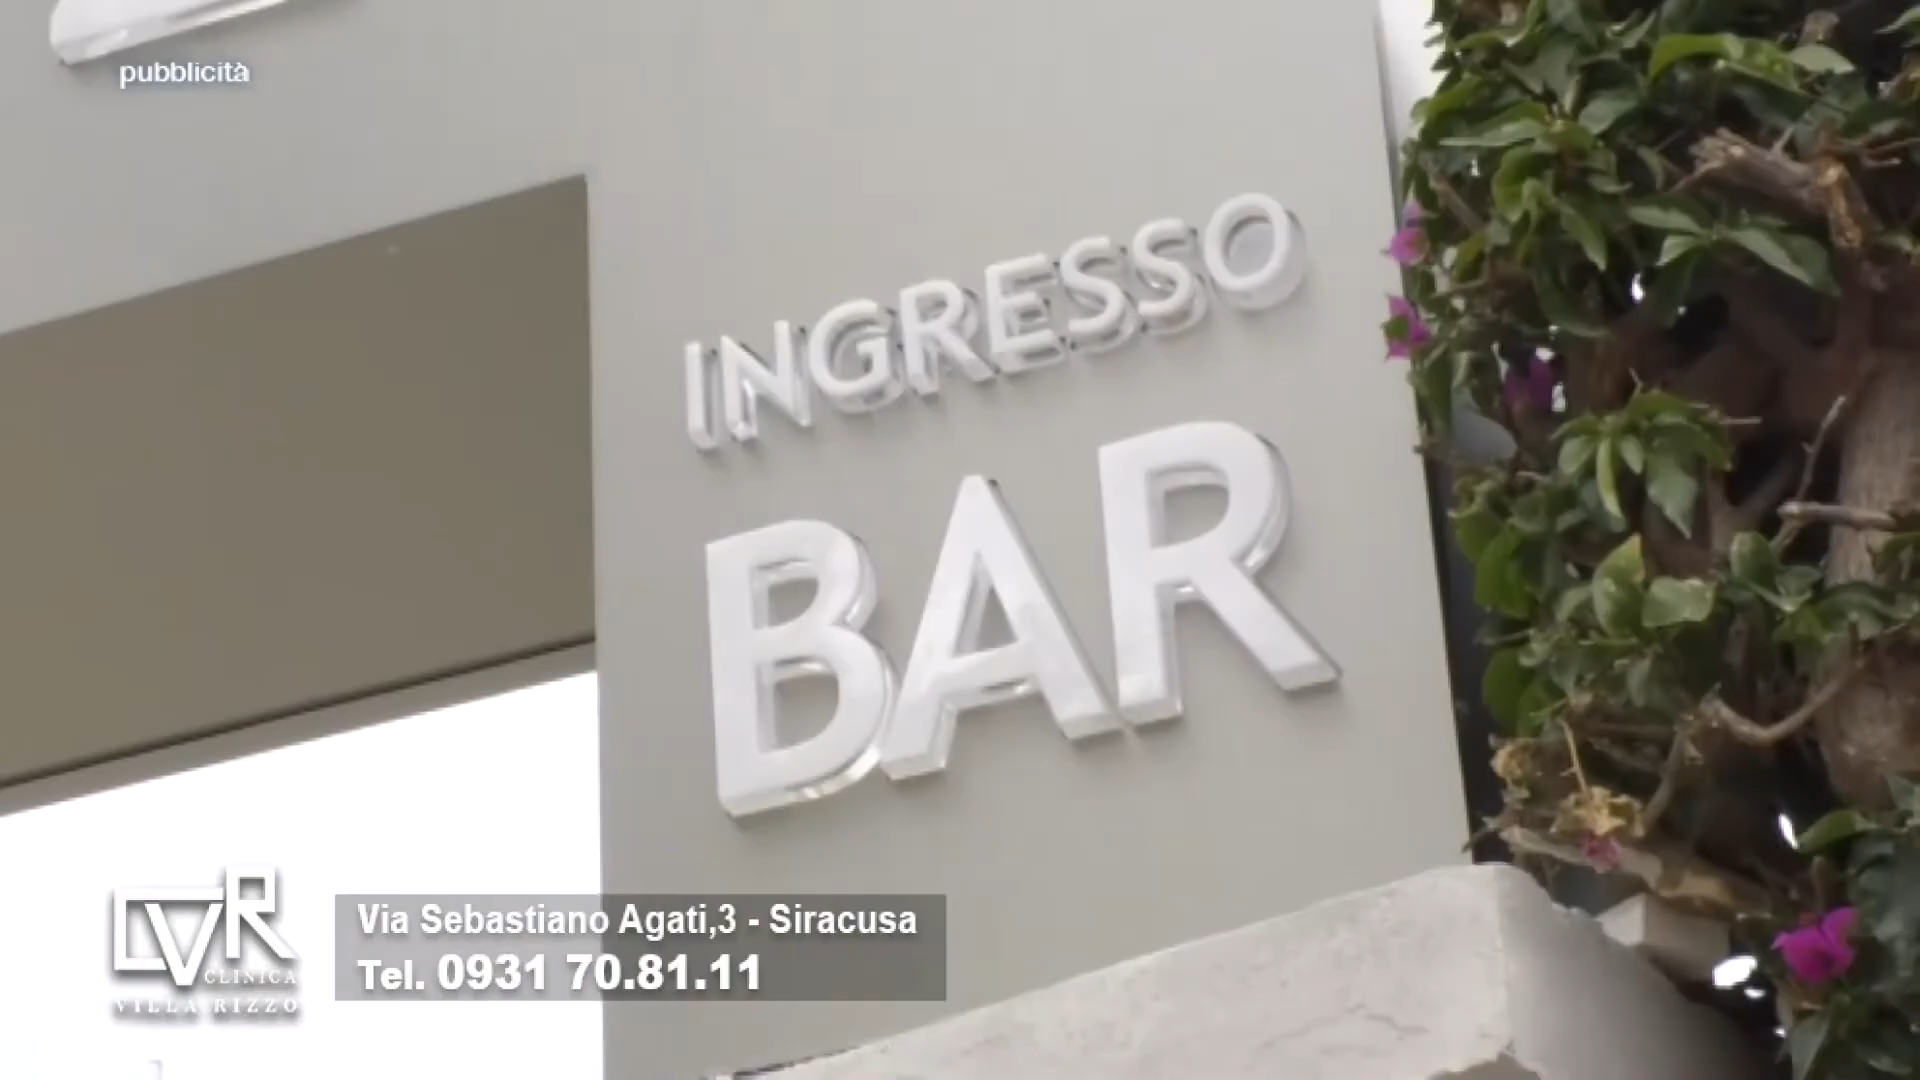 pubblicità
INGRESSO
BAR
CVR
CLINICA
VILLA RIZZO
Via Sebastiano Agati,3 - Siracusa
Tel. 0931 70.81.11